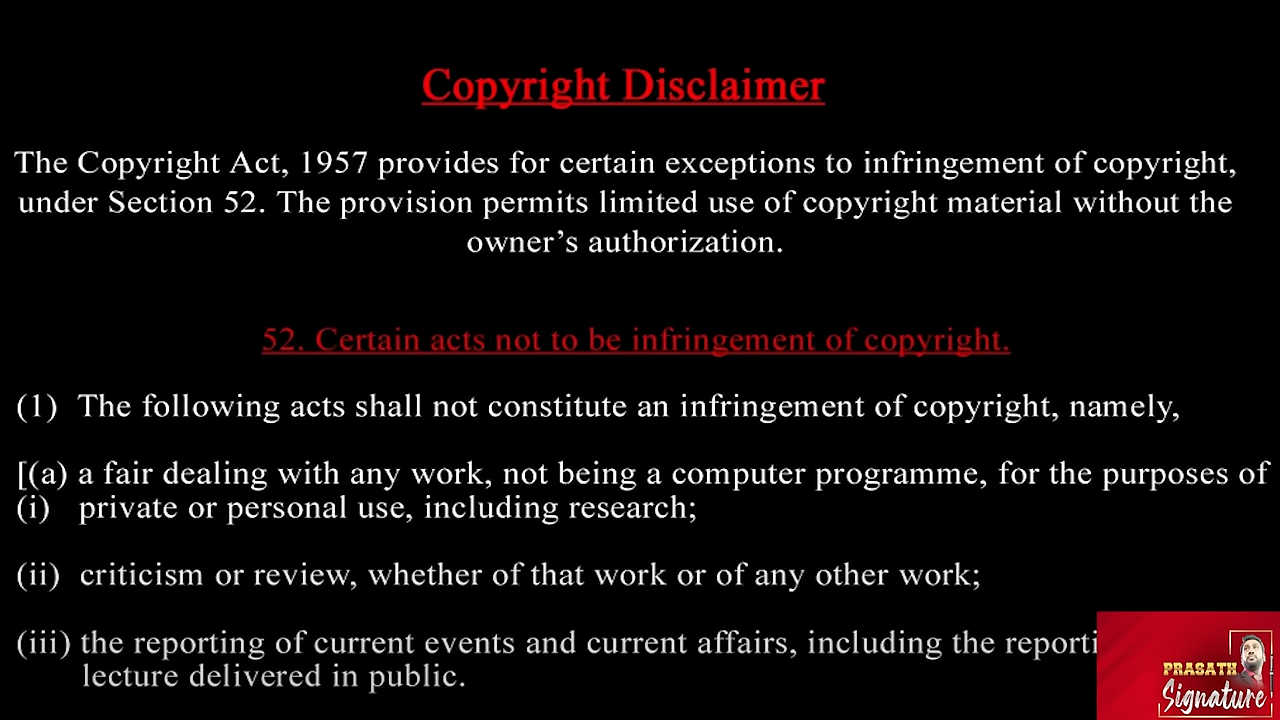 Copyright Disclaimer
The Copyright Act, 1957 provides for certain exceptions to infringement of copyright,
under Section 52. The provision permits limited use of copyright material without the
owner’s authorization.
52. Certain acts not to be infringement of copyright.
(1) The following acts shall not constitute an infringement of copyright, namely,
[(a) a fair dealing with any work, not being a computer programme, for the purposes of
(i) private or personal use, including research;
(ii) criticism or review, whether of that work or of any other work;
(iii) the reporting of current events and current affairs, including the reporti
lecture delivered in public.
PRASATH
Signature